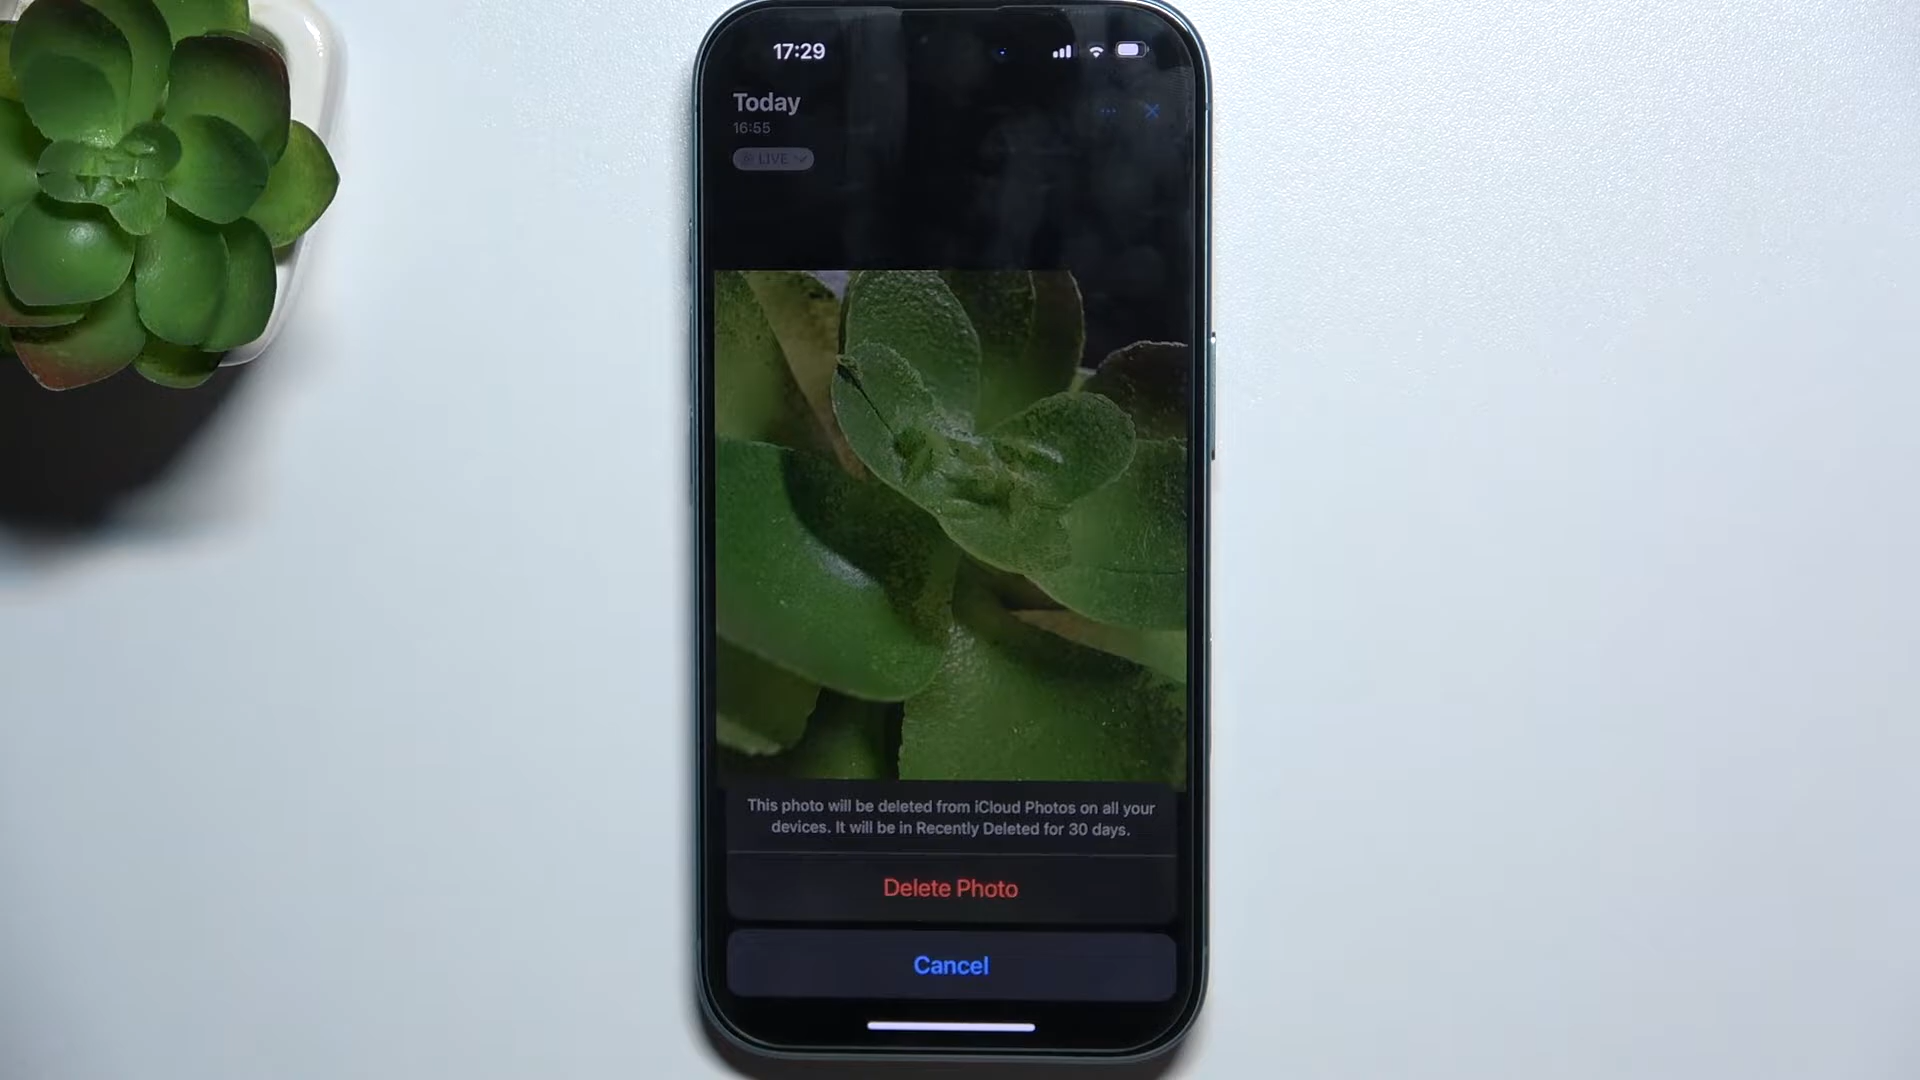 17:29
Today
16:55
LIVE
This photo will be deleted from iCloud Photos on all your
devices. It will be in Recently Deleted for 30 days.
Delete Photo
Cancel